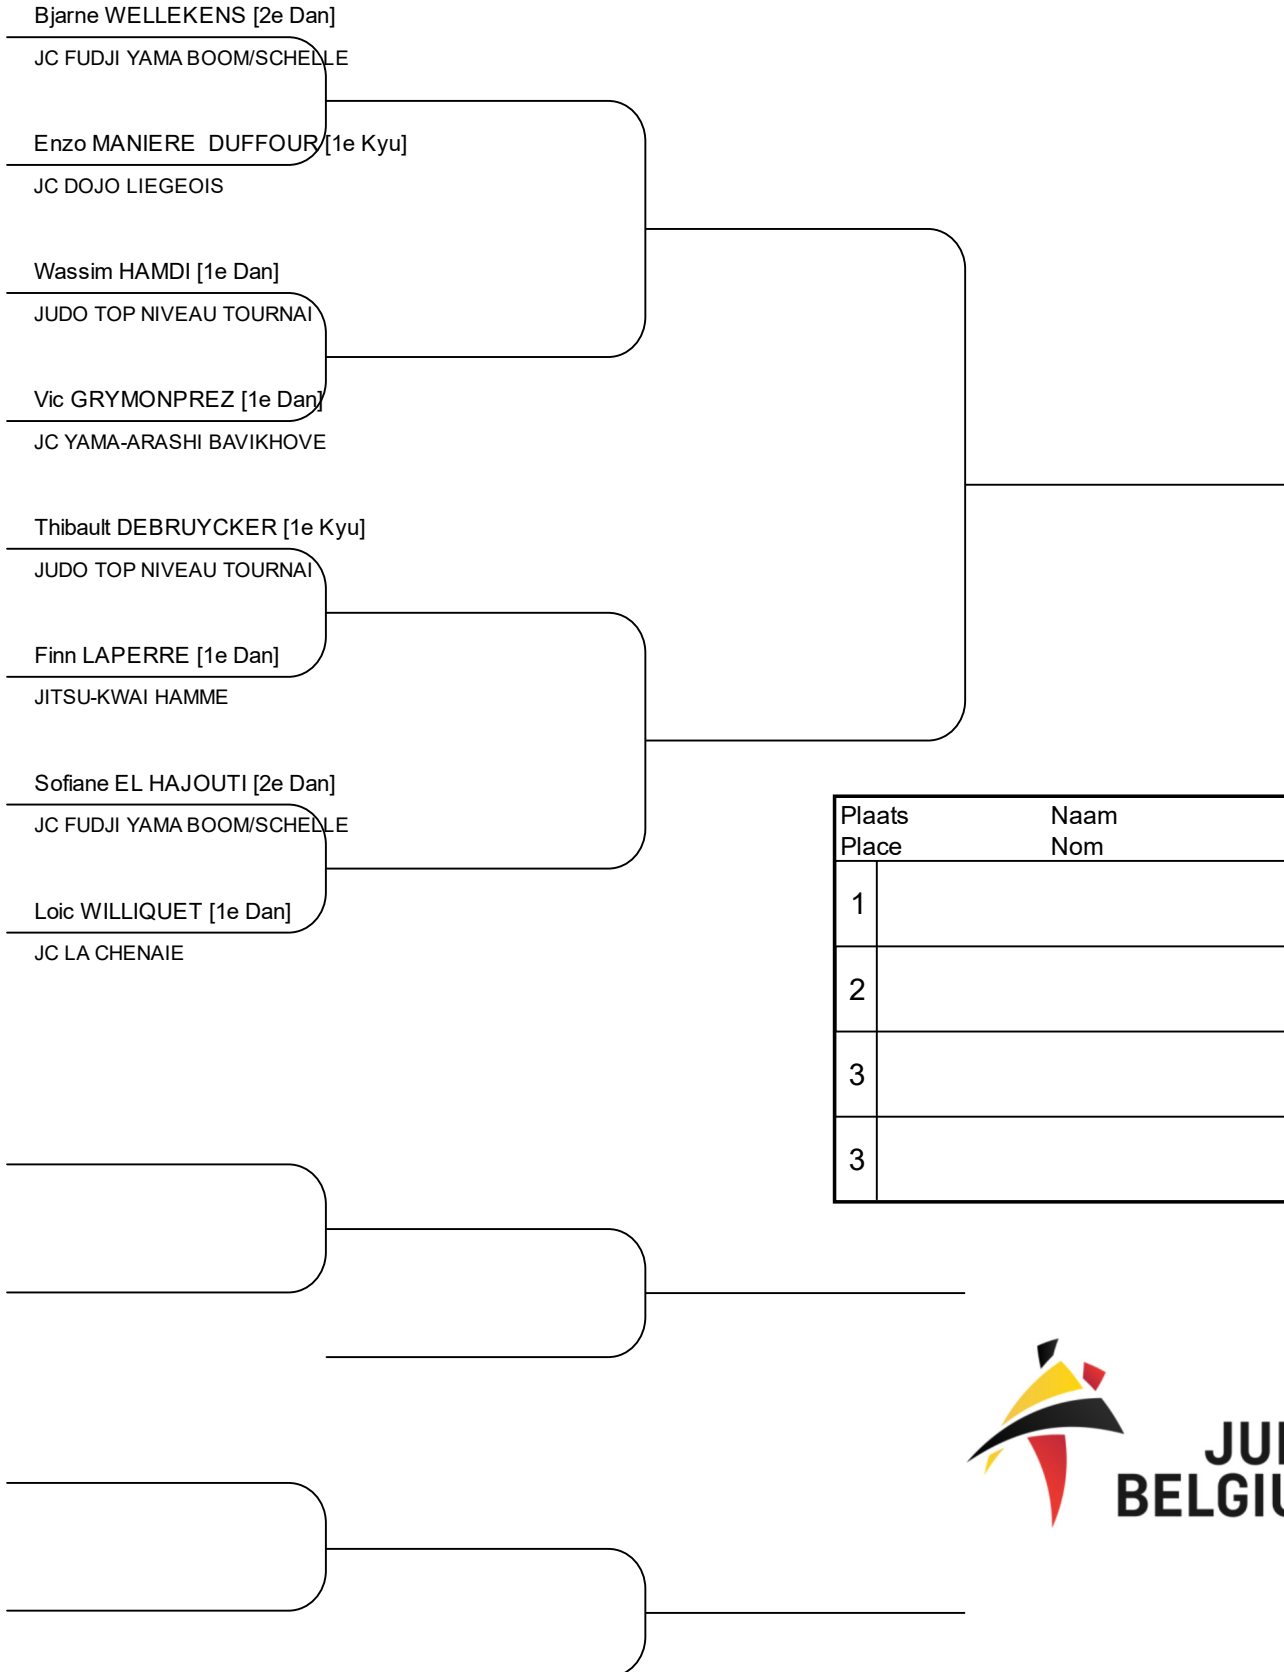 Bjarne WELLEKENS [2e Dan]
JC FUDJI YAMA BOOM/SCHELLE
Enzo MANIERE  DUFFOUR [1e Kyu]
JC DOJO LIEGEOIS
Wassim HAMDI [1e Dan]
JUDO TOP NIVEAU TOURNAI
Vic GRYMONPREZ [1e Dan]
JC YAMA-ARASHI BAVIKHOVE
Thibault DEBRUYCKER [1e Kyu]
JUDO TOP NIVEAU TOURNAI
Finn LAPERRE [1e Dan]
JITSU-KWAI HAMME
Sofiane EL HAJOUTI [2e Dan]
JC FUDJI YAMA BOOM/SCHELLE
Loic WILLIQUET [1e Dan]
JC LA CHENAIE
Plaats Naam
Place Nom
1
2
3
3
JU
BELGIU